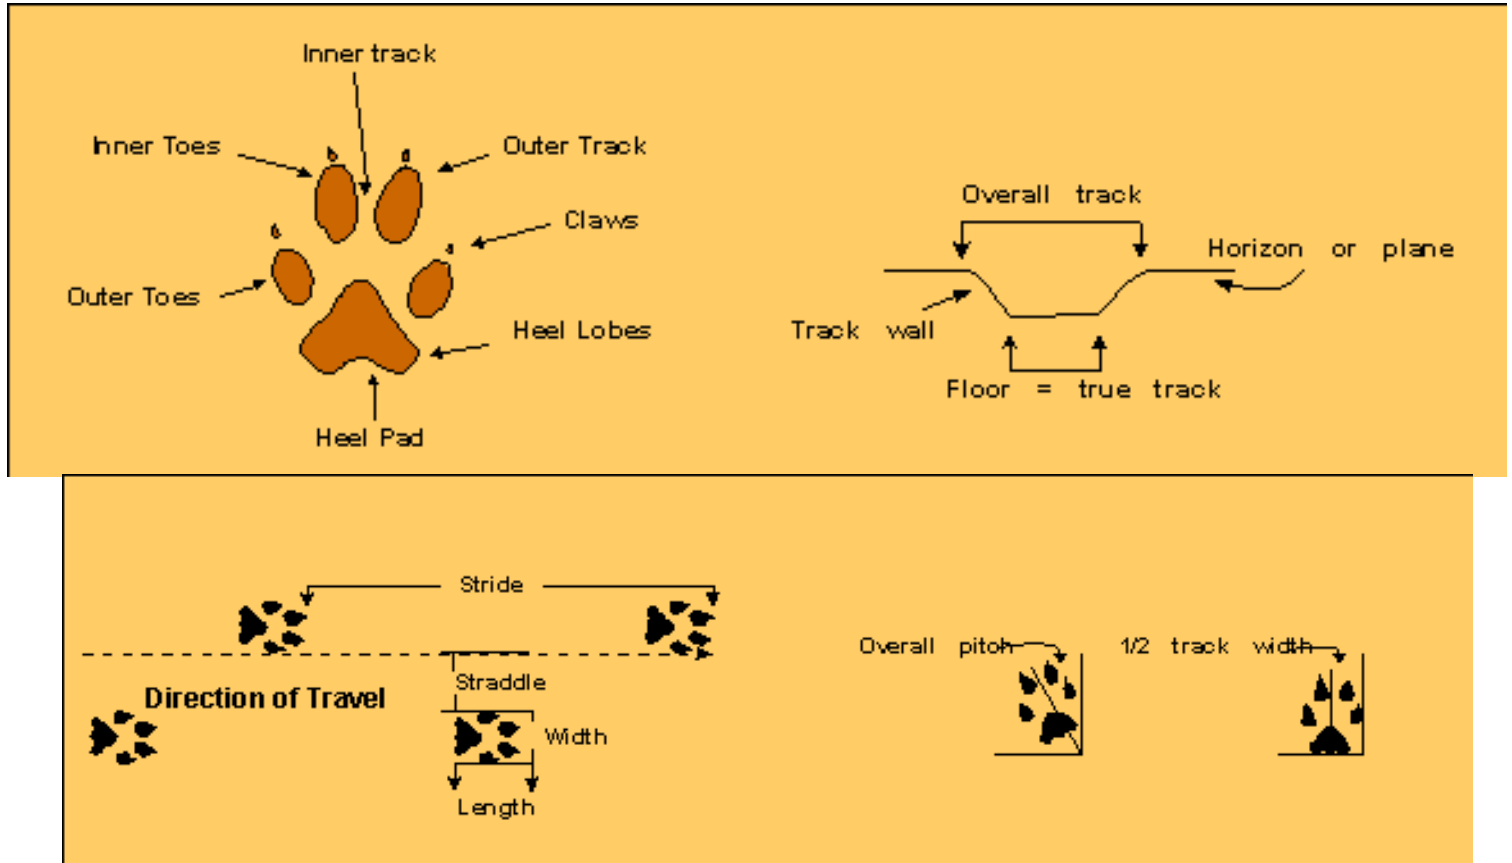 Inner track
Inner Toes
Outer Track
Claws
Outer Toes
Heel Lobes
Heel Pad
Overall track
Horizon or plane
Track wall
Floor = true track
Stride
Straddle
Direction of Travel
Width
Length
Overall pitch
1/2 track width